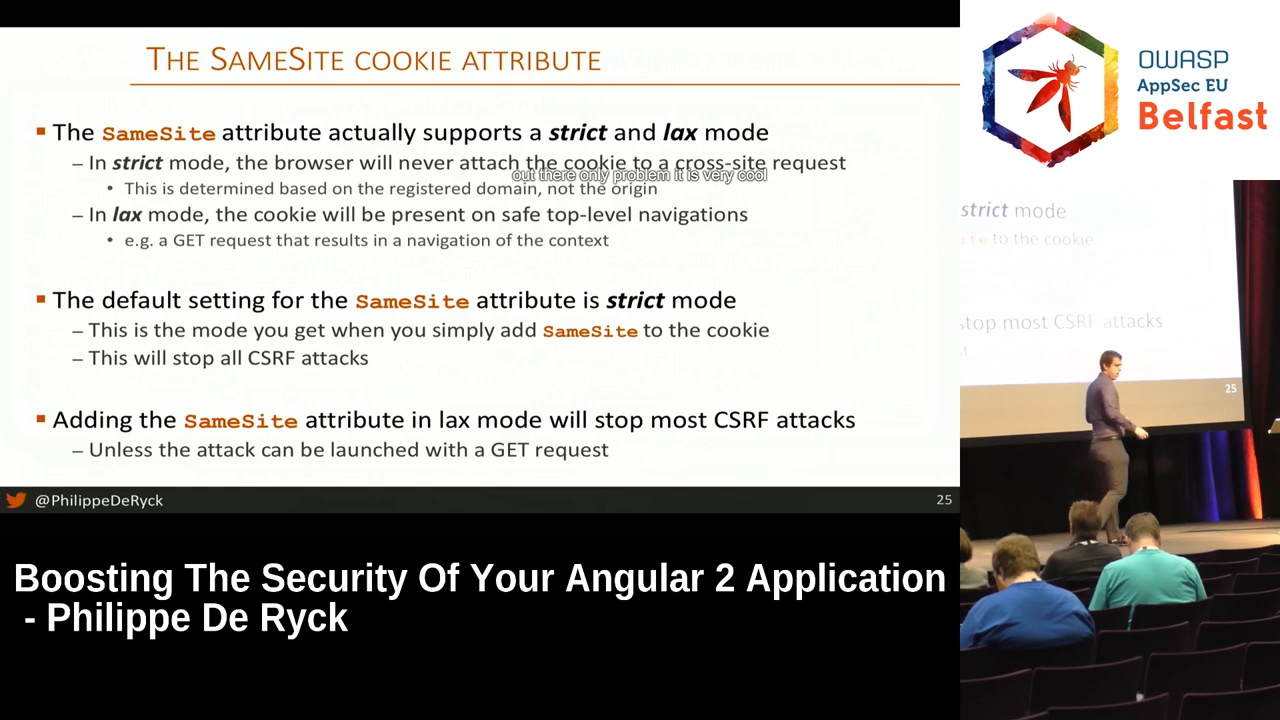 THE SAMESITE COOKIE ATTRIBUTE
▪ The SameSite attribute actually supports a strict and lax mode
– In strict mode, the browser will never attach the cookie to a cross-site request
out there only problem it is very cool
• This is determined based on the registered domain, not the origin
– In lax mode, the cookie will be present on safe top-level navigations
• e.g. a GET request that results in a navigation of the context
▪ The default setting for the SameSite attribute is strict mode
– This is the mode you get when you simply add SameSite to the cookie
– This will stop all CSRF attacks
▪ Adding the SameSite attribute in lax mode will stop most CSRF attacks
– Unless the attack can be launched with a GET request
@PhilippeDeRyck
25
Boosting The Security Of Your Angular 2 Application
- Philippe De Ryck
OWASP
AppSec EU
Belfast
strict mode
to the cookie
stop most CSRF attacks
25